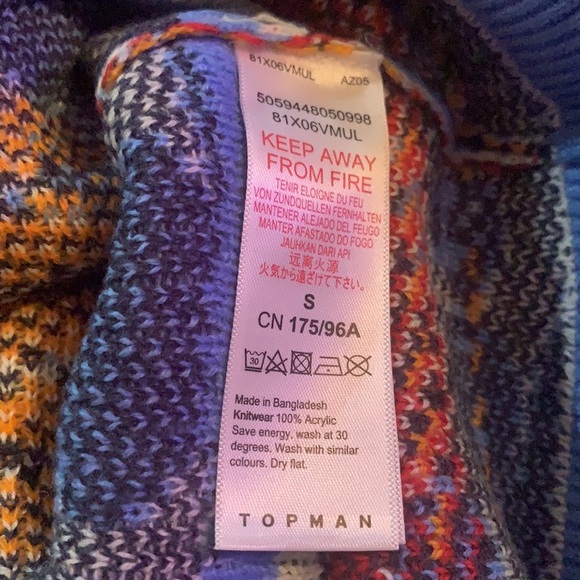 81X06VMUL AZ05
5059448050998
81X06VMUL
KEEP AWAY
FROM FIRE
TENIR ELOIGNE DU FEU
VON ZUNDQUELLEN FERNHALTEN
MANTENER ALEJADO DEL FEUGO
MANTER AFASTADO DO FOGO
JAUHKAN DARI API
远离火源
火気から遠ざけて下さい。
S
CN 175/96A
30
Made in Bangladesh
Knitwear 100% Acrylic
Save energy, wash at 30
degrees. Wash with similar
colours. Dry flat.
TOPMAN